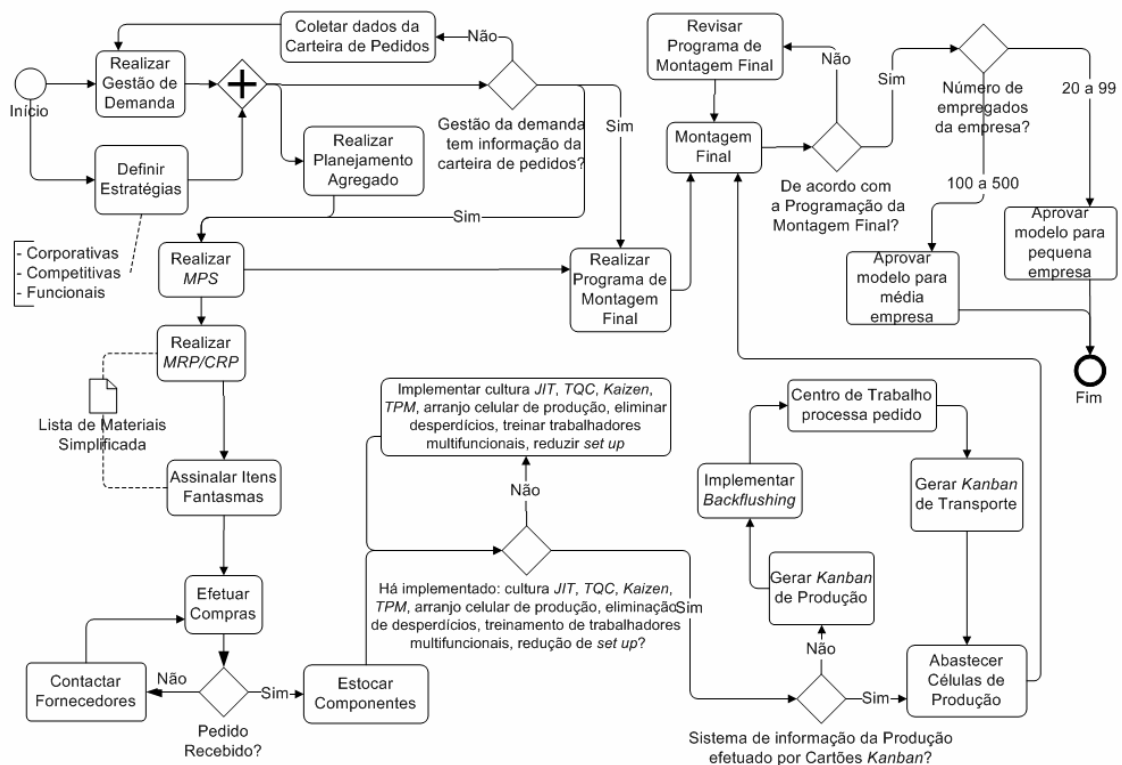 Coletar dados da
Carteira de Pedidos
Não
Realizar
Gestão de
Demanda
Início
Gestão da demanda
tem informação da
carteira de pedidos?
Sim
Realizar
Planejamento
Agregado
Definir
Estratégias
Sim
- Corporativas
- Competitivas
- Funcionais
Realizar
MPS
Realizar
Programa de
Montagem
Final
Revisar
Programa de
Montagem Final
Não
Montagem
Final
De acordo com
a Programação da
Montagem Final?
Sim
Número de
empregados
da empresa?
20 a 99
100 a 500
Aprovar
modelo para
média
empresa
Aprovar
modelo para
pequena
empresa
Fim
Realizar
MRP/CRP
Lista de Materiais
Simplificada
Assinalar Itens
Fantasmas
Efetuar
Compras
Contactar
Fornecedores
Não
Pedido
Recebido?
Sim
Estocar
Componentes
Implementar cultura JIT, TQC, Kaizen,
TPM, arranjo celular de produção, eliminar
desperdícios, treinar trabalhadores
multifuncionais, reduzir set up
Não
Há implementado: cultura JIT, TQC, Kaizen,
TPM, arranjo celular de produção, eliminação
de desperdícios, treinamento de trabalhadores
multifuncionais, redução de set up?
Sim
Centro de Trabalho
processa pedido
Implementar
Backflushing
Gerar Kanban
de Transporte
Gerar Kanban
de Produção
Não
Sim
Abastecer
Células de
Produção
Sistema de informação da Produção
efetuado por Cartões Kanban?